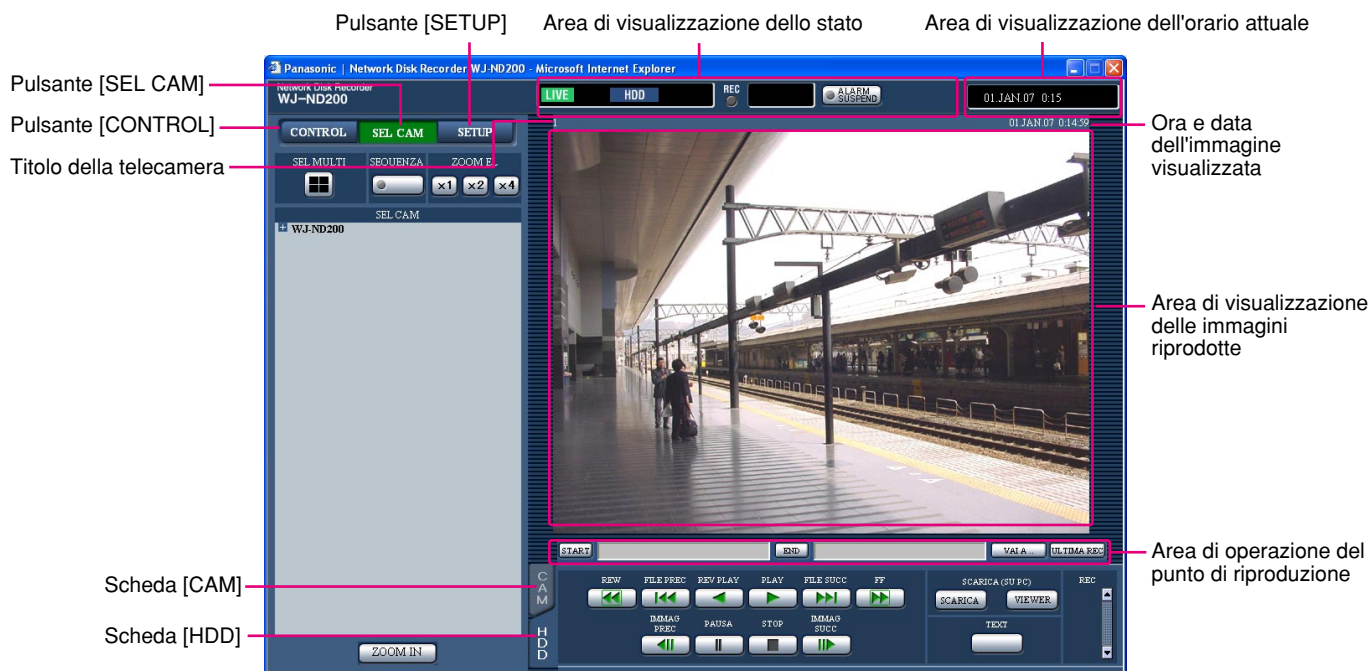 Pulsante [SETUP]
Area di visualizzazione dello stato
Area di visualizzazione dell'orario attuale
Panasonic | Network Disk Recorder WJ-ND200 - Microsoft Internet Explorer
Pulsante [SEL CAM]
Network Disk Recorder
WJ-ND200
LIVE
HDD
REC
ALARM
SUSPEND
01.JAN.07 0:15
Pulsante [CONTROL]
CONTROL
SEL CAM
SETUP
1
01.JAN.07 0:14:59
Ora e data
dell'immagine
visualizzata
Titolo della telecamera
SEL MULTI
SEQUENZA
ZOOM EL
x1
x2
x4
SEL CAM
WJ-ND200
Area di visualizzazione
delle immagini
riprodotte
START
END
VAI A ..
ULTIMA REC
Area di operazione del
punto di riproduzione
Scheda [CAM]
CAM
REW
FILE PREC
REV PLAY
PLAY
FILE SUCC
FF
SCARICA (SU PC)
REC
SCARICA
VIEWER
Scheda [HDD]
HDD
IMMAG
PREC
PAUSA
STOP
IMMAG
SUCC
TEXT
ZOOM IN